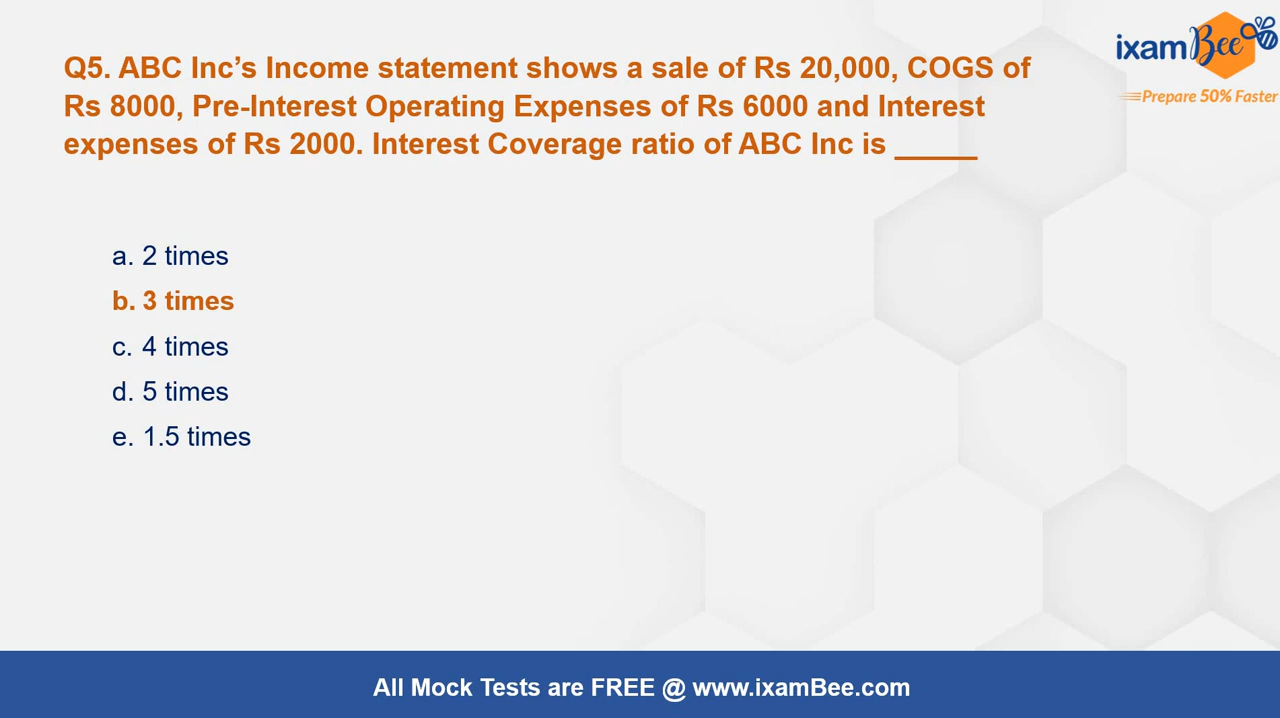 ixamBee
Prepare 50% Faster
Q5. ABC Inc’s Income statement shows a sale of Rs 20,000, COGS of
Rs 8000, Pre-Interest Operating Expenses of Rs 6000 and Interest
expenses of Rs 2000. Interest Coverage ratio of ABC Inc is _____
a. 2 times
b. 3 times
c. 4 times
d. 5 times
e. 1.5 times
All Mock Tests are FREE @ www.ixamBee.com